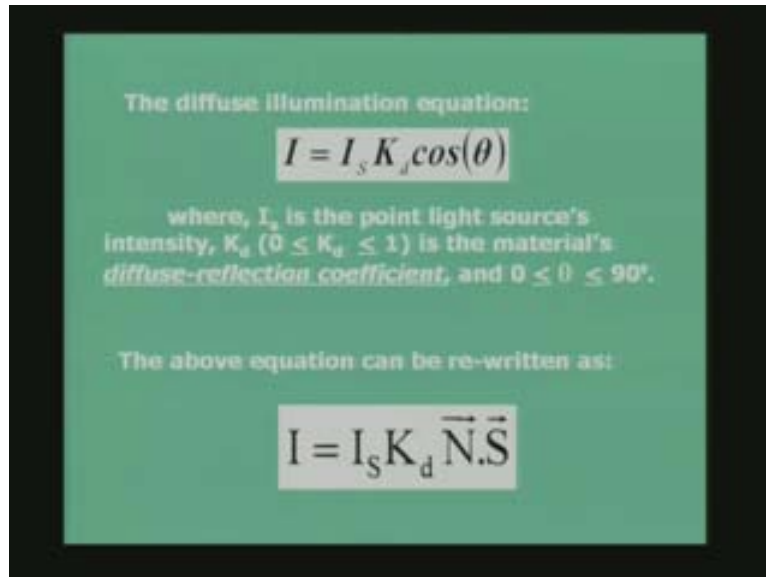 The diffuse illumination equation:
I = I_S K_d cos(θ)
where, I_s is the point light source's
intensity, K_d (0 ≤ K_d ≤ 1) is the material's
diffuse-reflection coefficient, and 0 ≤ θ ≤ 90°.
The above equation can be re-written as:
I = I_S K_d N⃗.S⃗